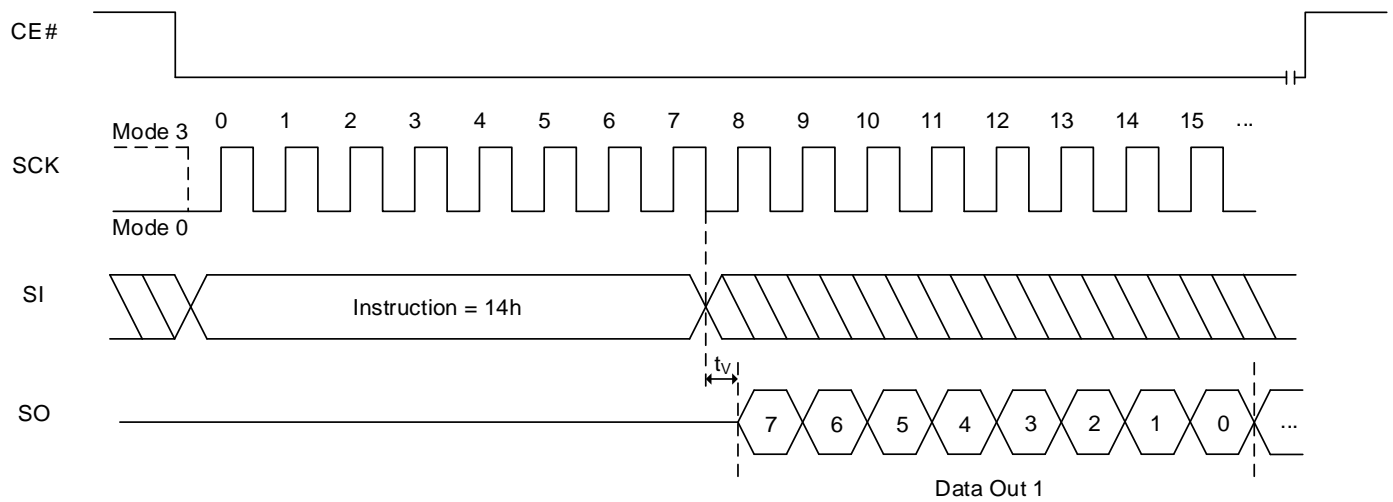 CE#
Mode 3
0 1 2 3 4 5 6 7 8 9 10 11 12 13 14 15 ...
SCK
Mode 0
SI
Instruction = 14h
tV
SO
7 6 5 4 3 2 1 0 ...
Data Out 1